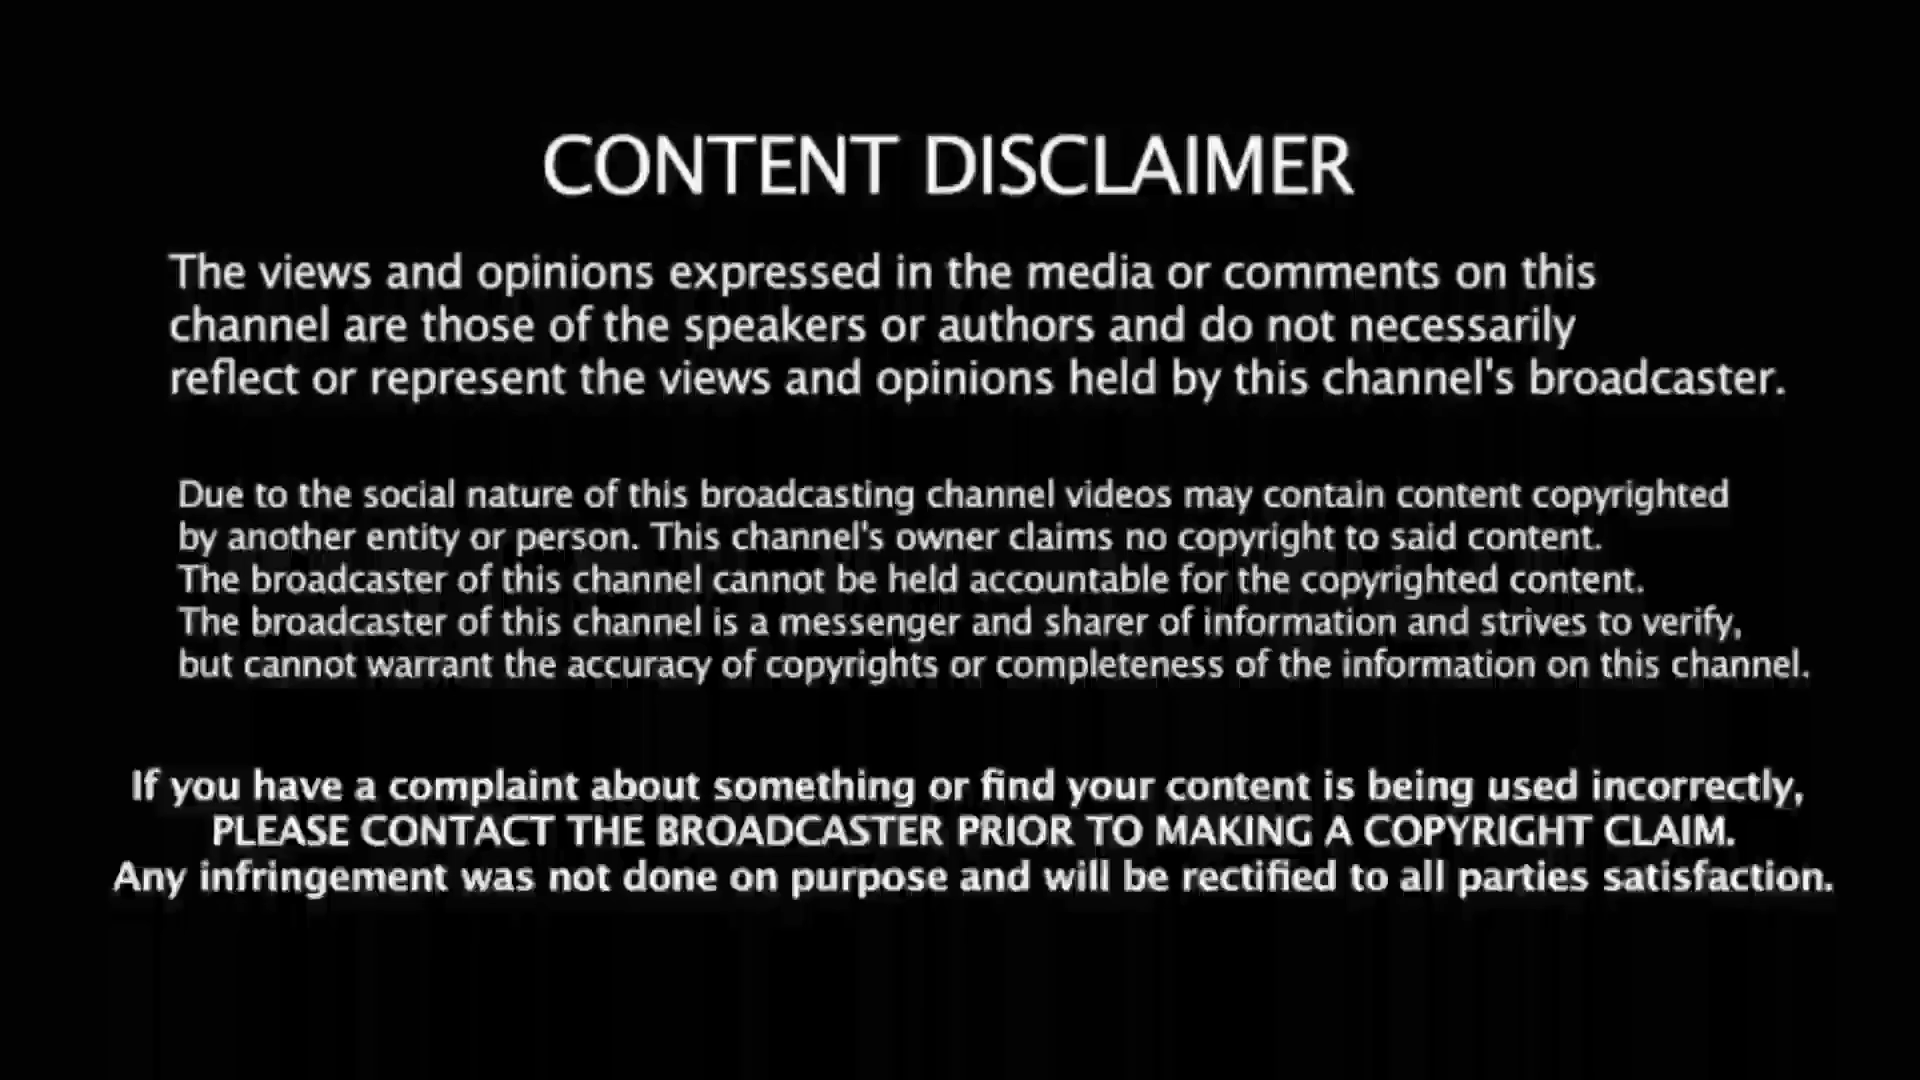 CONTENT DISCLAIMER
The views and opinions expressed in the media or comments on this
channel are those of the speakers or authors and do not necessarily
reflect or represent the views and opinions held by this channel's broadcaster.
Due to the social nature of this broadcasting channel videos may contain content copyrighted
by another entity or person. This channel's owner claims no copyright to said content.
The broadcaster of this channel cannot be held accountable for the copyrighted content.
The broadcaster of this channel is a messenger and sharer of information and strives to verify,
but cannot warrant the accuracy of copyrights or completeness of the information on this channel.
If you have a complaint about something or find your content is being used incorrectly,
PLEASE CONTACT THE BROADCASTER PRIOR TO MAKING A COPYRIGHT CLAIM.
Any infringement was not done on purpose and will be rectified to all parties satisfaction.